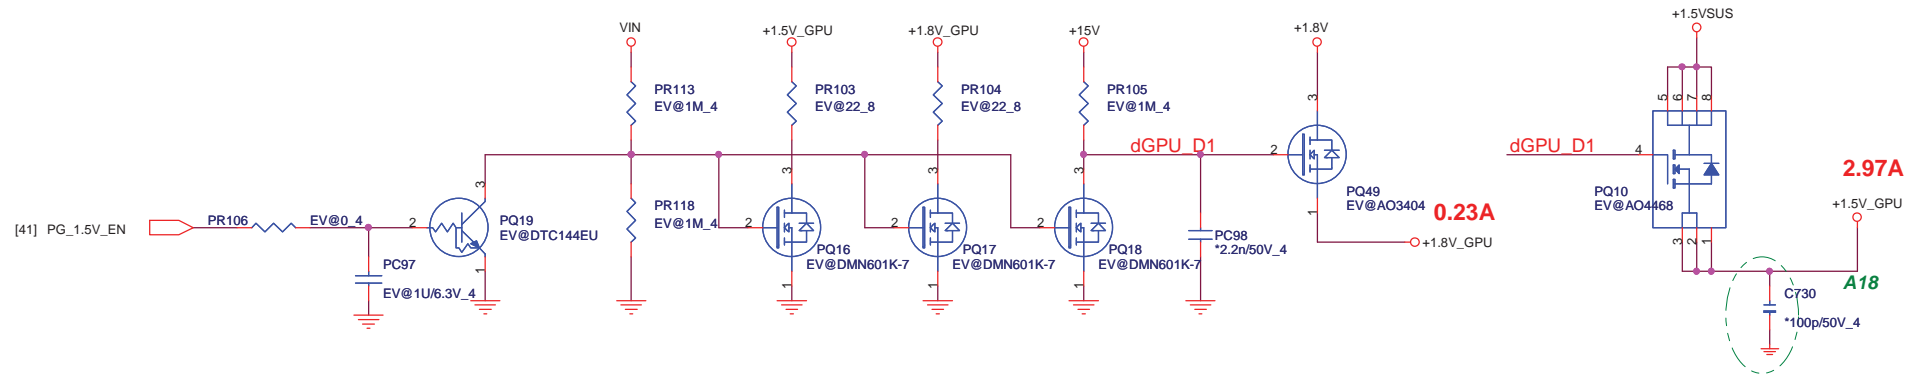 VIN
+1.5V_GPU
+1.8V_GPU
+15V
+1.8V
+1.5VSUS
PR113
EV@1M_4
PR103
EV@22_8
PR104
EV@22_8
PR105
EV@1M_4
3
5
6
7
8
dGPU_D1
2
dGPU_D1
4
2.97A
3
3
3
3
PQ49
EV@AO3404
1
0.23A
PQ10
EV@AO4468
+1.5V_GPU
[41] PG_1.5V_EN
PR106
EV@0_4
2
PQ19
EV@DTC144EU
PR118
EV@1M_4
2
2
2
PQ16
EV@DMN601K-7
PQ17
EV@DMN601K-7
PQ18
EV@DMN601K-7
PC98
*2.2n/50V_4
+1.8V_GPU
3
2
1
PC97
EV@1U/6.3V_4
1
1
1
1
A18
C730
*100p/50V_4